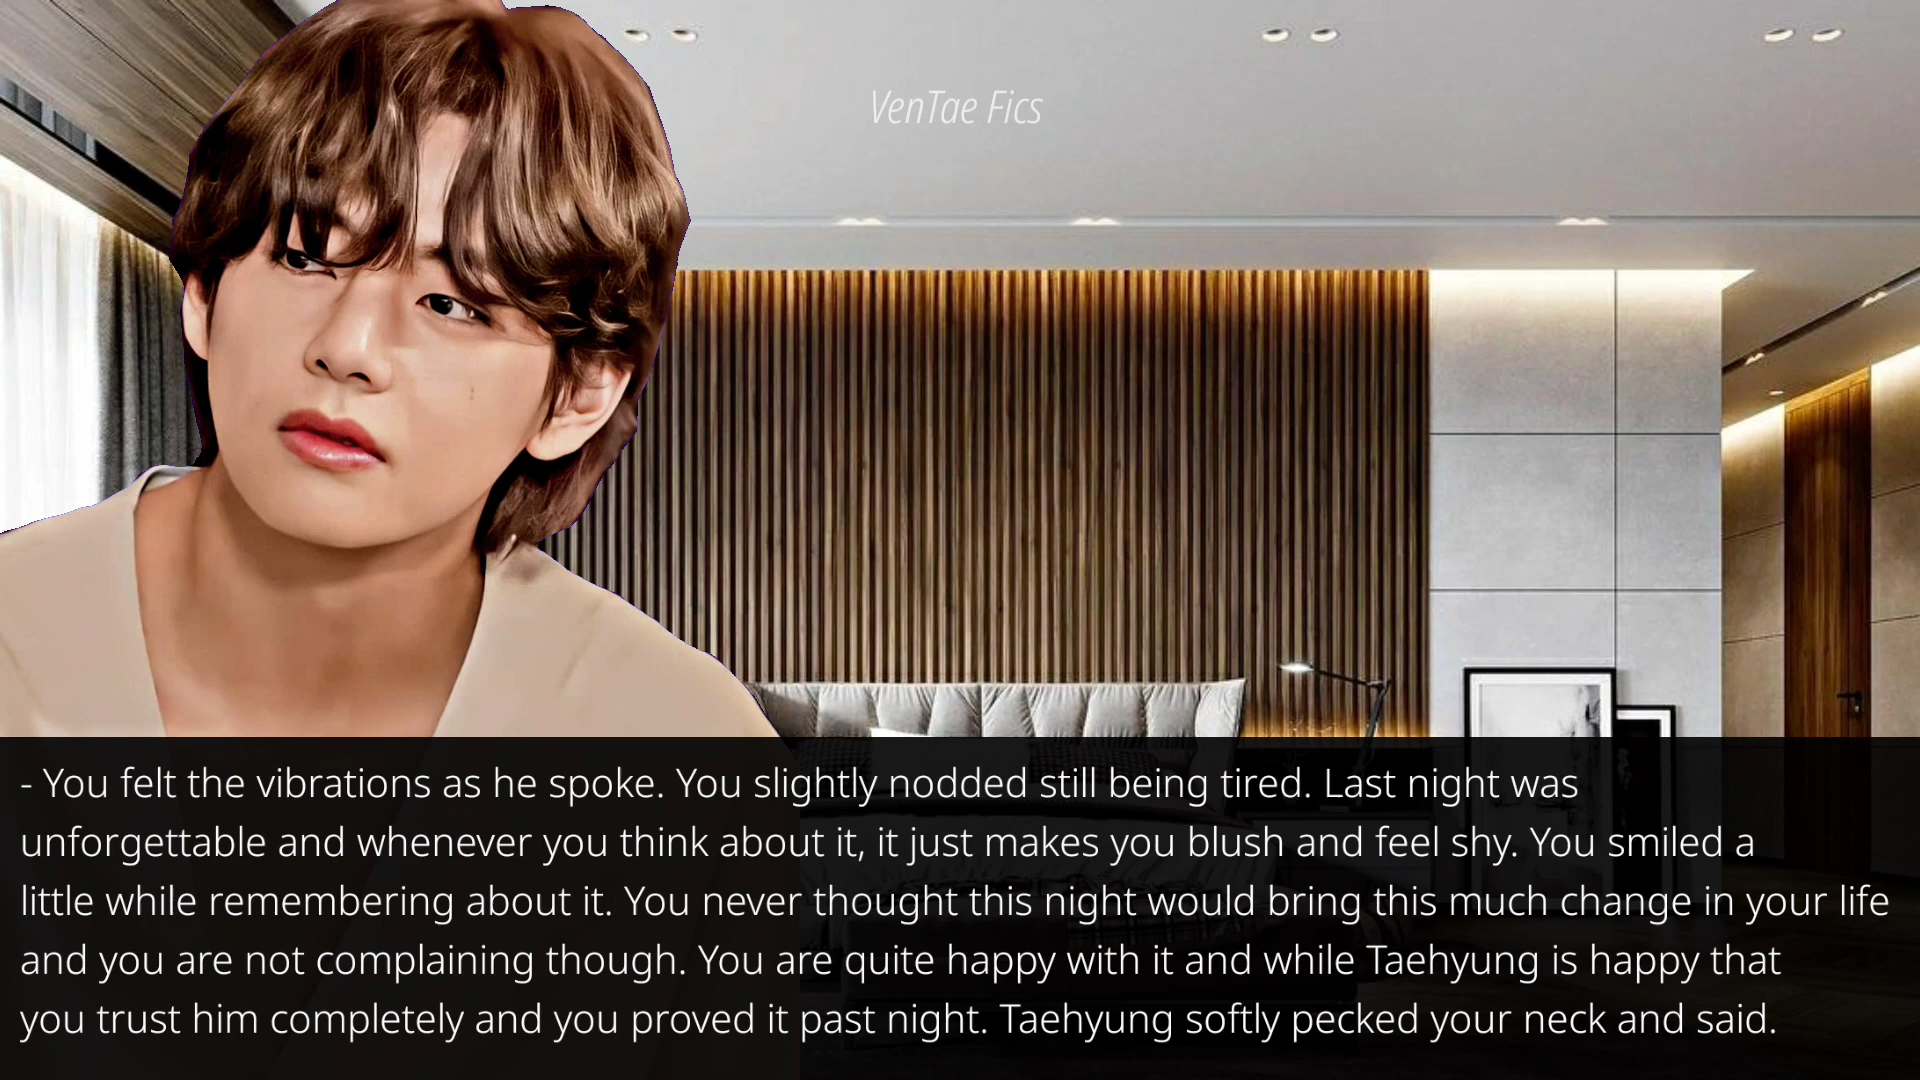 VenTae Fics
- You felt the vibrations as he spoke. You slightly nodded still being tired. Last night was
unforgettable and whenever you think about it, it just makes you blush and feel shy. You smiled a
little while remembering about it. You never thought this night would bring this much change in your life
and you are not complaining though. You are quite happy with it and while Taehyung is happy that
you trust him completely and you proved it past night. Taehyung softly pecked your neck and said.